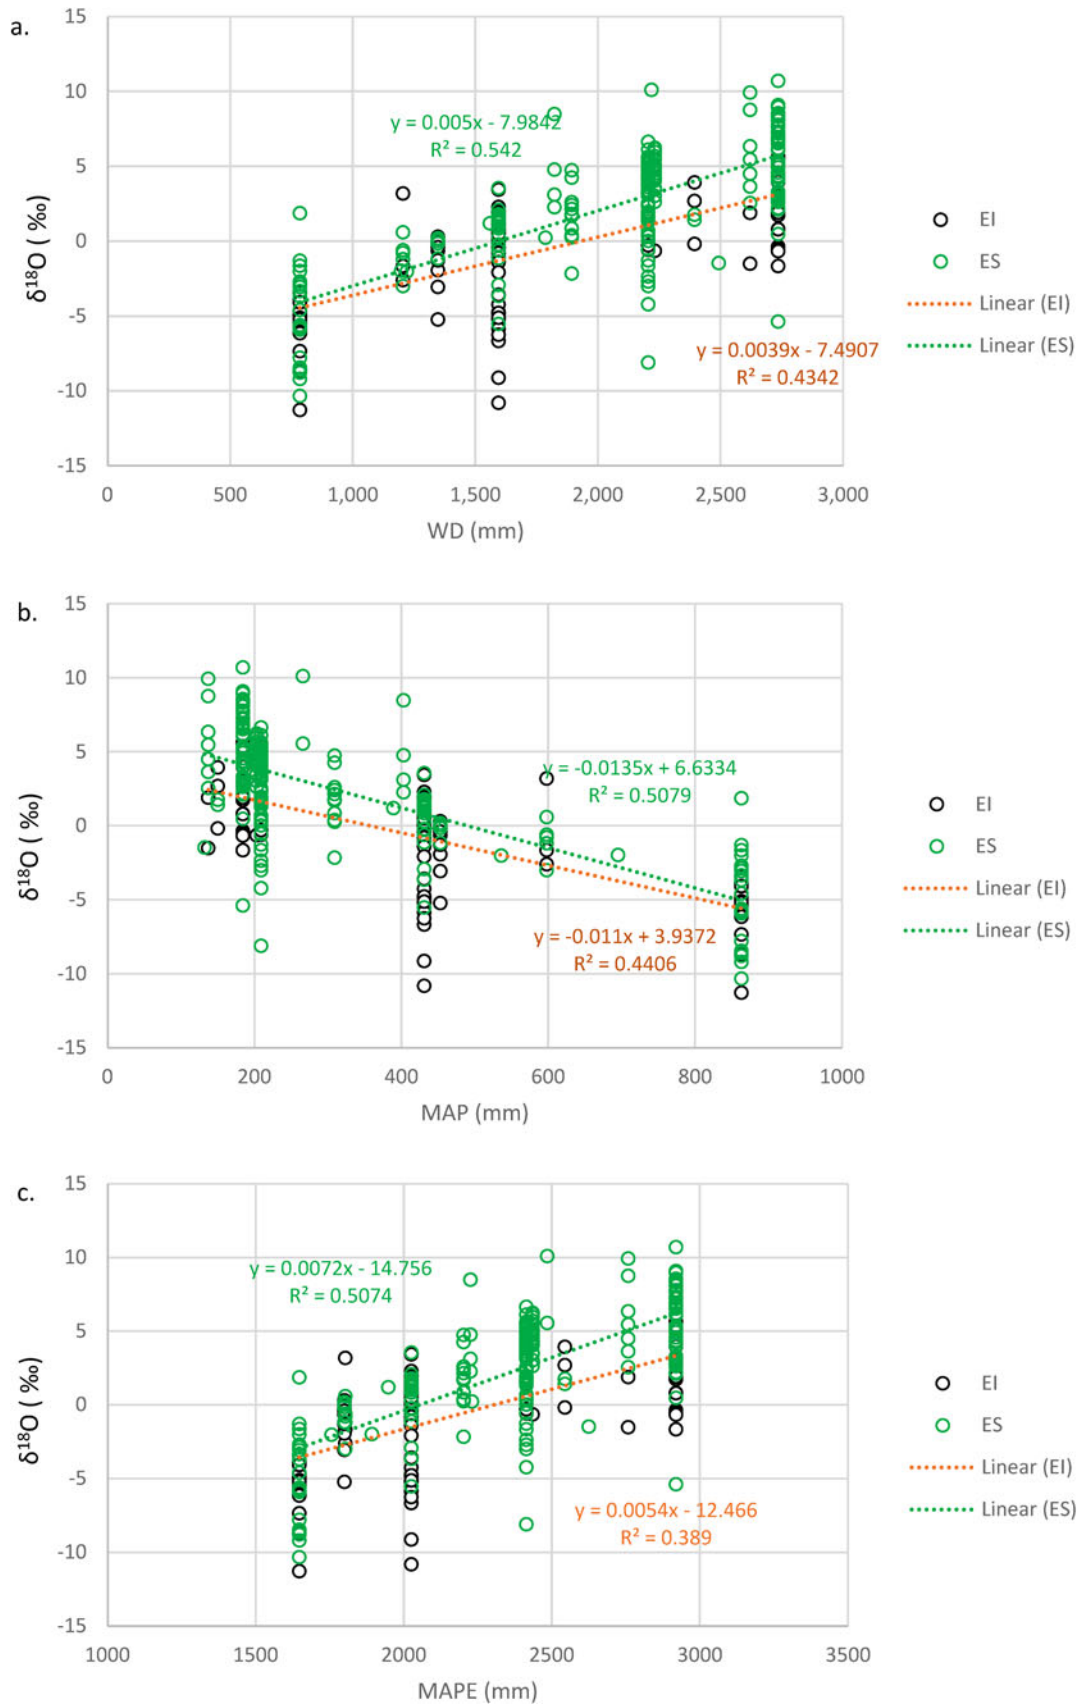 a.
15
10
5
0
-5
-10
-15
δ¹⁸O ( ‰)
y = 0.005x - 7.9842
R² = 0.542
y = 0.0039x - 7.4907
R² = 0.4342
0 500 1,000 1,500 2,000 2,500 3,000
WD (mm)
EI
ES
Linear (EI)
Linear (ES)
b.
15
10
5
0
-5
-10
-15
δ¹⁸O ( ‰)
y = -0.0135x + 6.6334
R² = 0.5079
y = -0.011x + 3.9372
R² = 0.4406
0 200 400 600 800 1000
MAP (mm)
EI
ES
Linear (EI)
Linear (ES)
c.
15
10
5
0
-5
-10
-15
δ¹⁸O ( ‰)
y = 0.0072x - 14.756
R² = 0.5074
y = 0.0054x - 12.466
R² = 0.389
1000 1500 2000 2500 3000 3500
MAPE (mm)
EI
ES
Linear (EI)
Linear (ES)